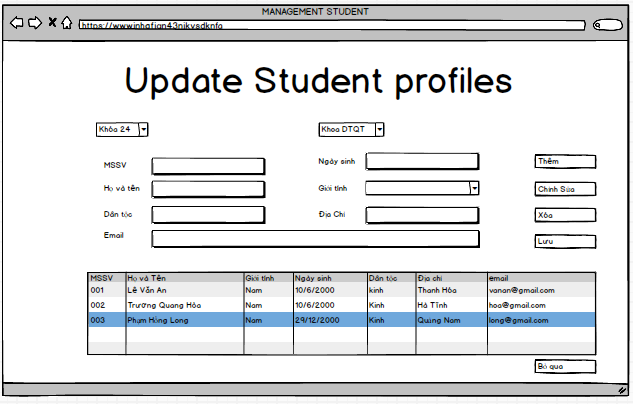 MANAGEMENT STUDENT
Update Student profiles
Khóa 24 Khoa DTQT
MSSV Ngày sinh Thêm
Họ và tên Giới tính Chỉnh Sửa
Dân tộc Địa Chỉ Xóa
Email Lưu
MSSV Họ và Tên Giới tính Ngày sinh Dân tộc Địa chỉ email
001 Lê Văn An Nam 10/6/2000 kinh Thanh Hóa vanan@gmail.com
002 Trương Quang Hòa Nam 10/6/2000 Kinh Hà Tĩnh hoa@gmail.com
003 Phạm Hồng Long Nam 29/12/2000 Kinh Quảng Nam long@gmail.com
Bỏ qua